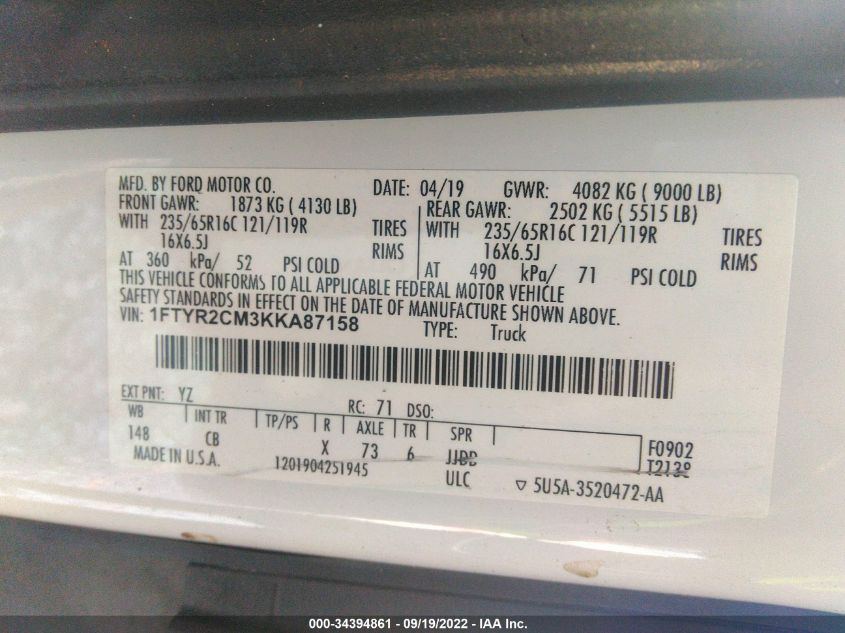 MFD. BY FORD MOTOR CO. DATE: 04/19 GVWR: 4082 KG ( 9000 LB)
FRONT GAWR: 1873 KG ( 4130 LB) REAR GAWR: 2502 KG ( 5515 LB)
WITH 235/65R16C 121/119R TIRES WITH 235/65R16C 121/119R TIRES
16X6.5J RIMS 16X6.5J RIMS
AT 360 kPa/ 52 PSI COLD AT 490 kPa/ 71 PSI COLD
THIS VEHICLE CONFORMS TO ALL APPLICABLE FEDERAL MOTOR VEHICLE
SAFETY STANDARDS IN EFFECT ON THE DATE OF MANUFACTURE SHOWN ABOVE.
VIN: 1FTYR2CM3KKA87158 TYPE: Truck
EXT PNT: YZ RC: 71 DSO:
WB INT TR TP/PS R AXLE TR SPR F0902
148 CB X 73 6 JJDD T2138
MADE IN U.S.A. 1201904251945 ULC ▽ 5U5A-3520472-AA
000-34394861 - 09/19/2022 - IAA Inc.